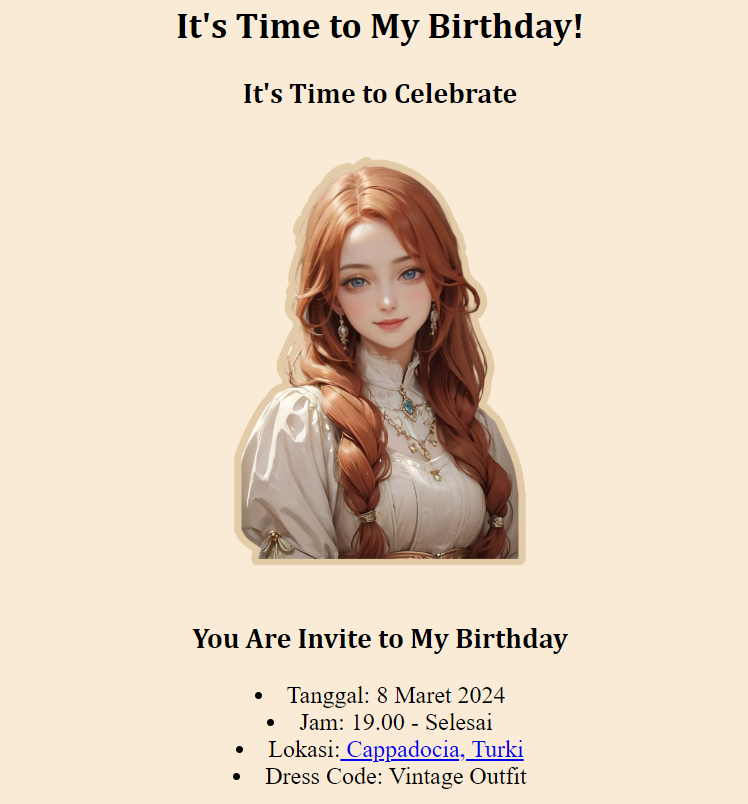 It's Time to My Birthday!
It's Time to Celebrate
You Are Invite to My Birthday
• Tanggal: 8 Maret 2024
• Jam: 19.00 - Selesai
• Lokasi: Cappadocia, Turki
• Dress Code: Vintage Outfit